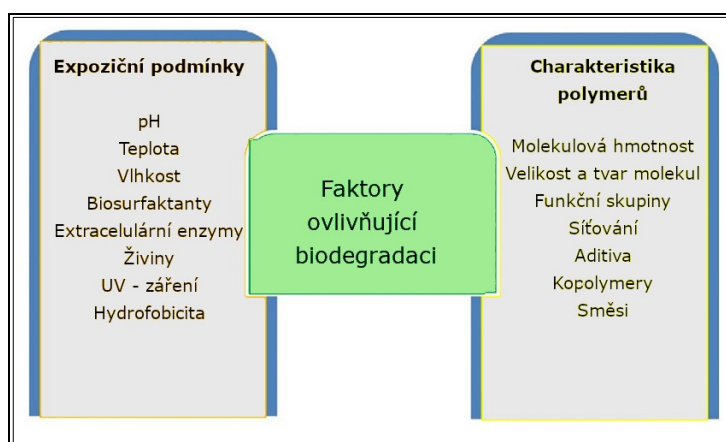 Expoziční podmínky
pH
Teplota
Vlhkost
Biosurfaktanty
Extracelulární enzymy
Živiny
UV - záření
Hydrofobicita
Faktory
ovlivňující
biodegradaci
Charakteristika
polymerů
Molekulová hmotnost
Velikost a tvar molekul
Funkční skupiny
Síťování
Aditiva
Kopolymery
Směsi